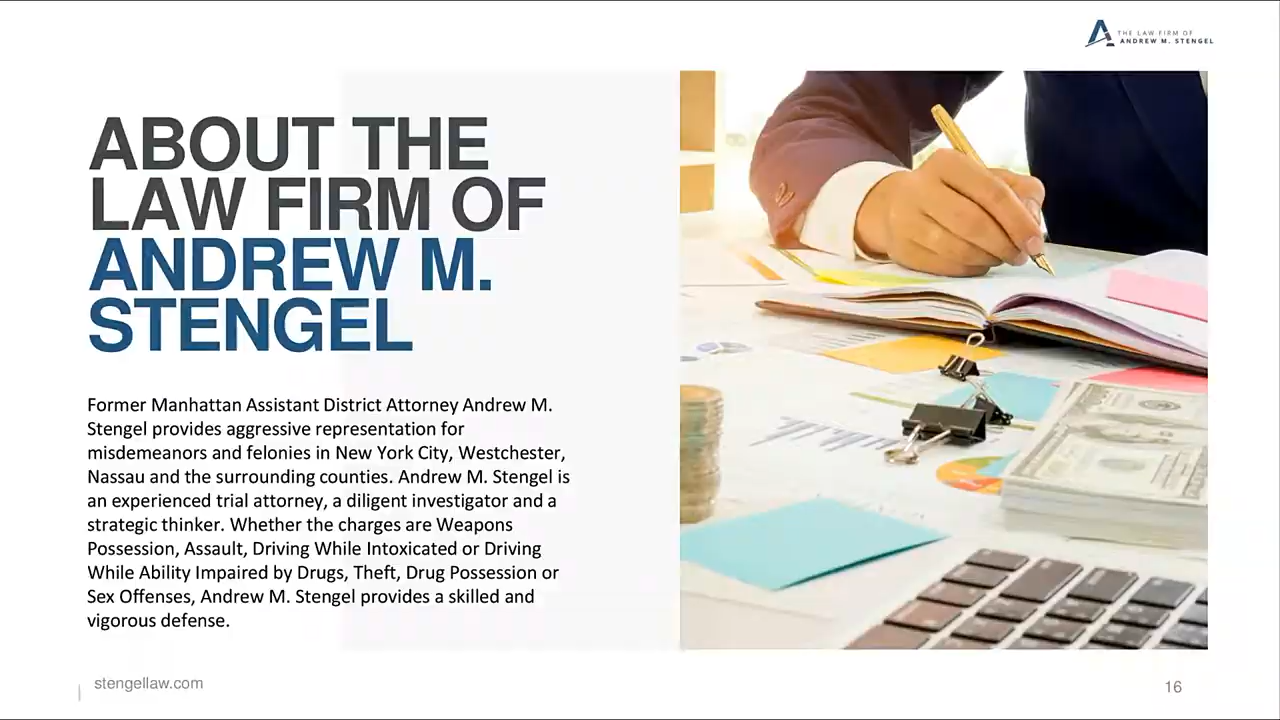 THE LAW FIRM OF
ANDREW M. STENGEL
ABOUT THE
LAW FIRM OF
ANDREW M.
STENGEL
Former Manhattan Assistant District Attorney Andrew M.
Stengel provides aggressive representation for
misdemeanors and felonies in New York City, Westchester,
Nassau and the surrounding counties. Andrew M. Stengel is
an experienced trial attorney, a diligent investigator and a
strategic thinker. Whether the charges are Weapons
Possession, Assault, Driving While Intoxicated or Driving
While Ability Impaired by Drugs, Theft, Drug Possession or
Sex Offenses, Andrew M. Stengel provides a skilled and
vigorous defense.
stengellaw.com
16